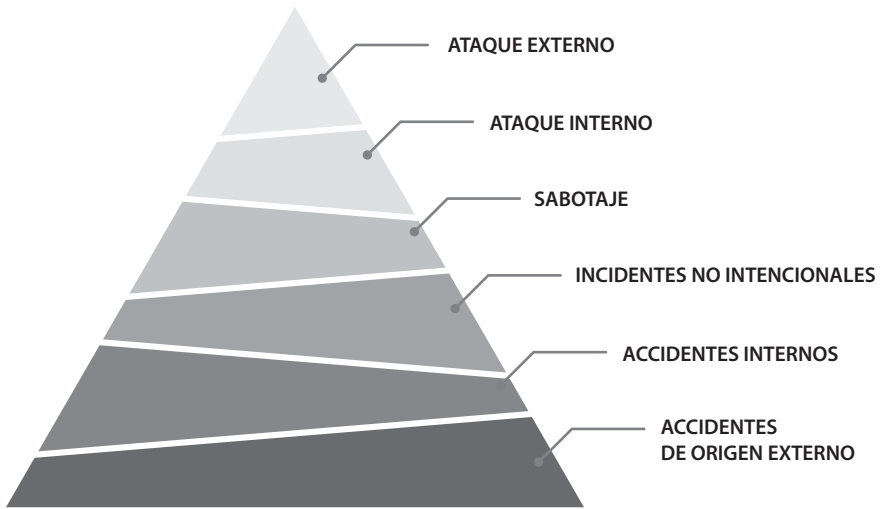 ATAQUE EXTERNO
ATAQUE INTERNO
SABOTAJE
INCIDENTES NO INTENCIONALES
ACCIDENTES INTERNOS
ACCIDENTES
DE ORIGEN EXTERNO